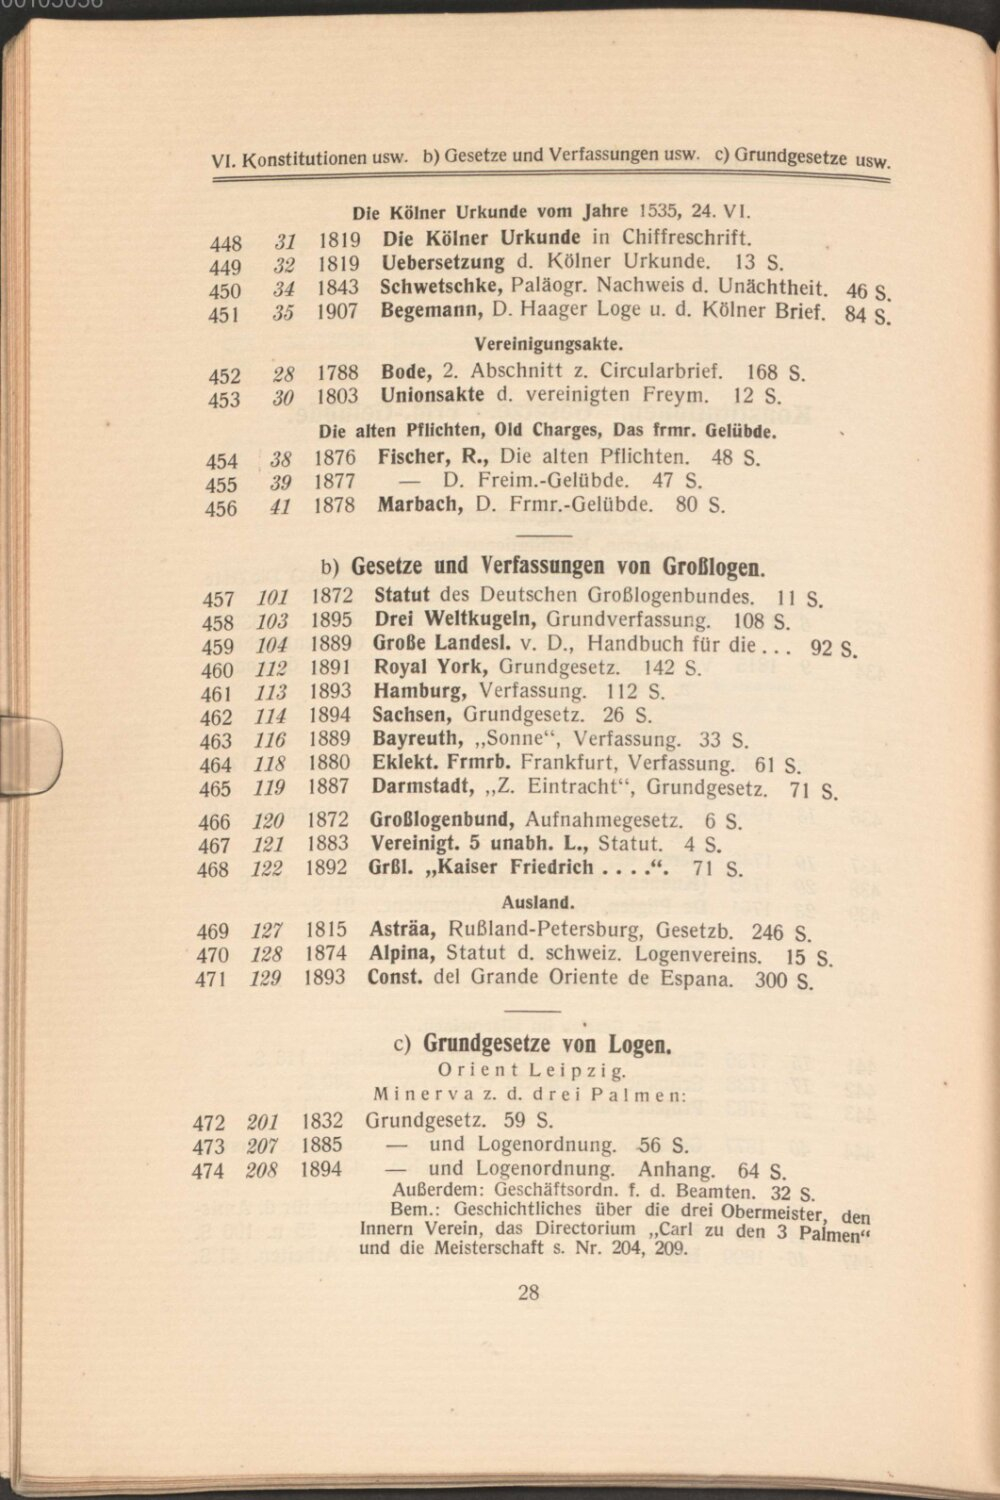 VI. Konstitutionen usw. b) Gesetze und Verfassungen usw. c) Grundgesetze usw.
Die Kölner Urkunde vom Jahre 1535, 24. VI.
448 31 1819 Die Kölner Urkunde in Chiffreschrift.
449 32 1819 Uebersetzung d. Kölner Urkunde. 13 S.
450 34 1843 Schwetschke, Paläogr. Nachweis d. Unächtheit. 46 S.
451 35 1907 Begemann, D. Haager Loge u. d. Kölner Brief. 84 S.
Vereinigungsakte.
452 28 1788 Bode, 2. Abschnitt z. Circularbrief. 168 S.
453 30 1803 Unionsakte d. vereinigten Freym. 12 S.
Die alten Pflichten, Old Charges, Das frmr. Gelübde.
454 38 1876 Fischer, R., Die alten Pflichten. 48 S.
455 39 1877 — D. Freim.-Gelübde. 47 S.
456 41 1878 Marbach, D. Frmr.-Gelübde. 80 S.
b) Gesetze und Verfassungen von Großlogen.
457 101 1872 Statut des Deutschen Großlogenbundes. 11 S.
458 103 1895 Drei Weltkugeln, Grundverfassung. 108 S.
459 104 1889 Große Landesl. v. D., Handbuch für die ... 92 S.
460 112 1891 Royal York, Grundgesetz. 142 S.
461 113 1893 Hamburg, Verfassung. 112 S.
462 114 1894 Sachsen, Grundgesetz. 26 S.
463 116 1889 Bayreuth, „Sonne“, Verfassung. 33 S.
464 118 1880 Eklekt. Frmrb. Frankfurt, Verfassung. 61 S.
465 119 1887 Darmstadt, „Z. Eintracht“, Grundgesetz. 71 S.
466 120 1872 Großlogenbund, Aufnahmegesetz. 6 S.
467 121 1883 Vereinigt. 5 unabh. L., Statut. 4 S.
468 122 1892 Grßl. „Kaiser Friedrich ....“. 71 S.
Ausland.
469 127 1815 Asträa, Rußland-Petersburg, Gesetzb. 246 S.
470 128 1874 Alpina, Statut d. schweiz. Logenvereins. 15 S.
471 129 1893 Const. del Grande Oriente de Espana. 300 S.
c) Grundgesetze von Logen.
Orient Leipzig.
Minerva z. d. drei Palmen:
472 201 1832 Grundgesetz. 59 S.
473 207 1885 — und Logenordnung. 56 S.
474 208 1894 — und Logenordnung. Anhang. 64 S.
Außerdem: Geschäftsordn. f. d. Beamten. 32 S.
Bem.: Geschichtliches über die drei Obermeister, den
Innern Verein, das Directorium „Carl zu den 3 Palmen“
und die Meisterschaft s. Nr. 204, 209.
28